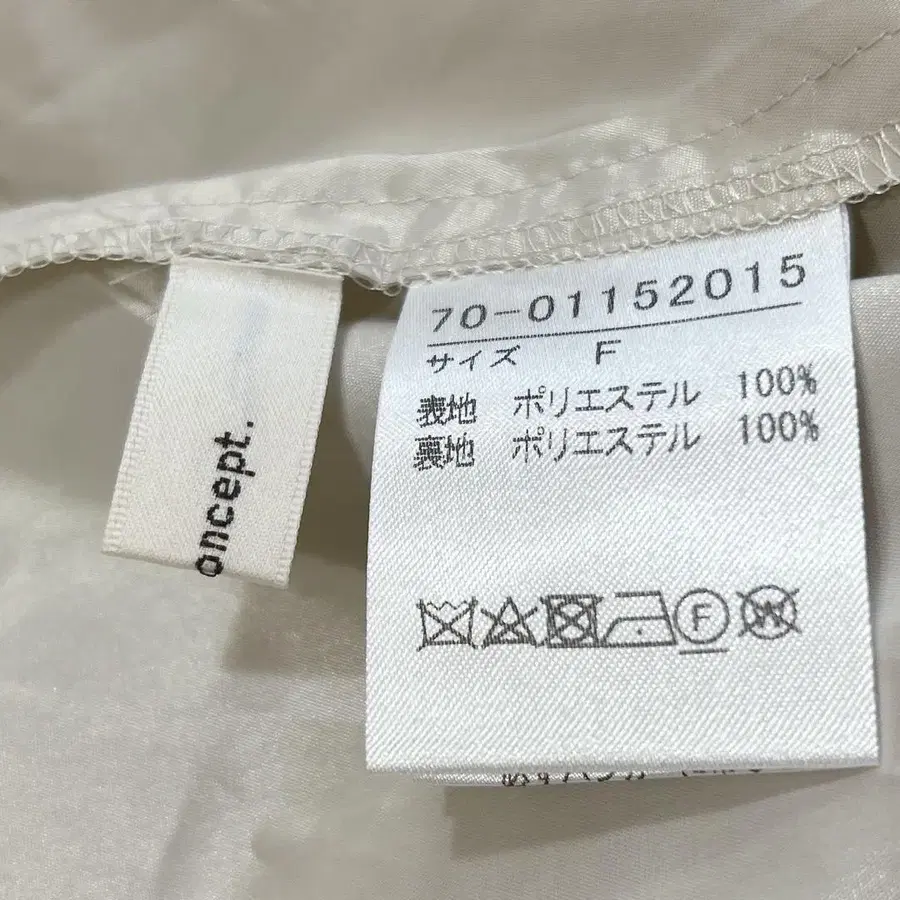 oncept.
70-01152015
サイズ F
表地 ポリエステル 100%
裏地 ポリエステル 100%
F
W